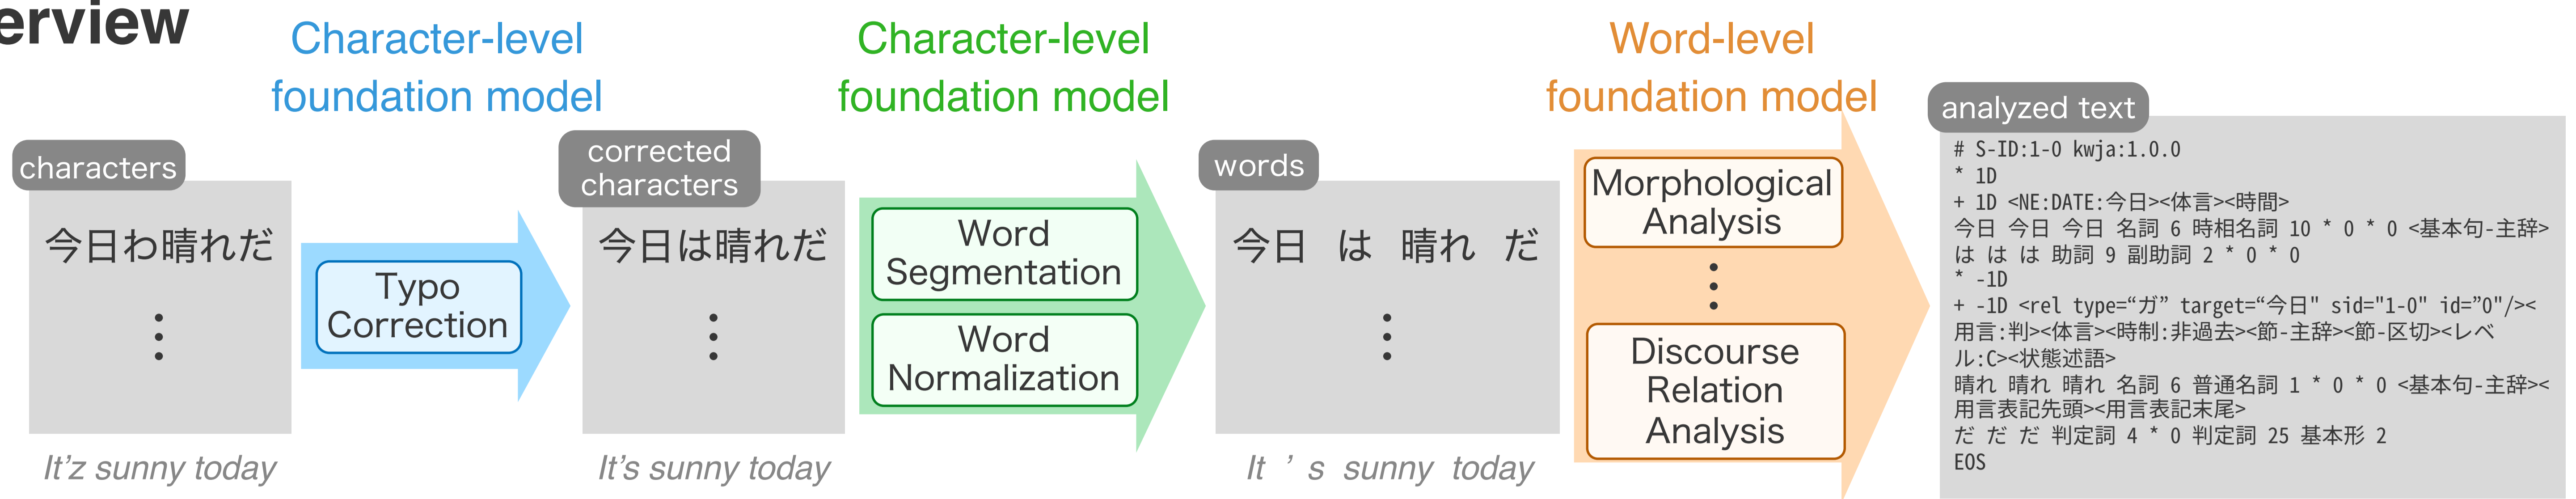 erview
Character-level
foundation model
Character-level
foundation model
Word-level
foundation model
characters
今日わ晴れだ
⋮
It'z sunny today
Typo
Correction
corrected
characters
今日は晴れだ
⋮
It's sunny today
Word
Segmentation
Word
Normalization
words
今日 は 晴れ だ
⋮
It ' s sunny today
Morphological
Analysis
⋮
Discourse
Relation
Analysis
analyzed text
# S-ID:1-0 kwja:1.0.0
* 1D
+ 1D <NE:DATE:今日><体言><時間>
今日 今日 今日 名詞 6 時相名詞 10 * 0 * 0 <基本句-主辞>
は は は 助詞 9 副助詞 2 * 0 * 0
* -1D
+ -1D <rel type=“ガ” target=“今日" sid="1-0" id=”0"/><
用言:判><体言><時制:非過去><節-主辞><節-区切><レベ
ル:C><状態述語>
晴れ 晴れ 晴れ 名詞 6 普通名詞 1 * 0 * 0 <基本句-主辞><
用言表記先頭><用言表記末尾>
だ だ だ 判定詞 4 * 0 判定詞 25 基本形 2
EOS